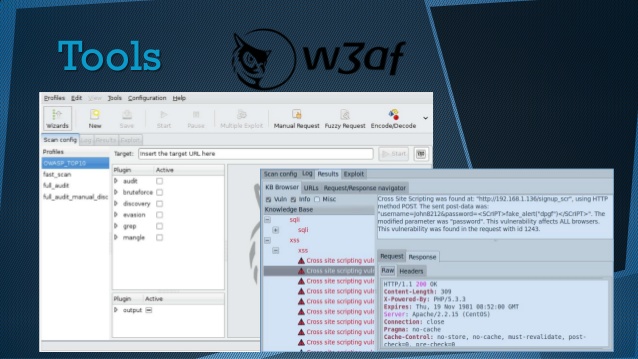 Tools
w3af
Profiles Edit View Tools Configuration Help
Wizards New Save Start Pause Multiple Exploit Manual Request Fuzzy Request Encode/Decode
Scan config Log Results Exploit
Profiles
OWASP_TOP10
fast_scan
full_audit
full_audit_manual_disc
Target: Insert the target URL here
Start
Plugin Active
audit
bruteforce
discovery
evasion
grep
mangle
Plugin Active
output
Scan config Log Results Exploit
KB Browser URLs Request/Response navigator
Vuln Info Misc
Knowledge Base
sqli
sqli
xss
xss
Cross site scripting vuln
Cross site scripting vuln
Cross site scripting vuln
Cross site scripting vuln
Cross site scripting vuln
Cross site scripting vuln
Cross site scripting vuln
Cross site scripting vuln
Cross Site Scripting was found at: "http://192.168.1.136/signup_scr", using HTTP
method POST. The sent post-data was:
"username=john8212&password=<SCrIPT>fake_alert("dpgf")</SCrIPT>". The
modified parameter was "password". This vulnerability affects ALL browsers.
This vulnerability was found in the request with id 1243.
Request Response
Raw Headers
HTTP/1.1 200 OK
Content-Length: 309
X-Powered-By: PHP/5.3.3
Expires: Thu, 19 Nov 1981 08:52:00 GMT
Server: Apache/2.2.15 (CentOS)
Connection: close
Pragma: no-cache
Cache-Control: no-store, no-cache, must-revalidate, post-
check=0, pre-check=0